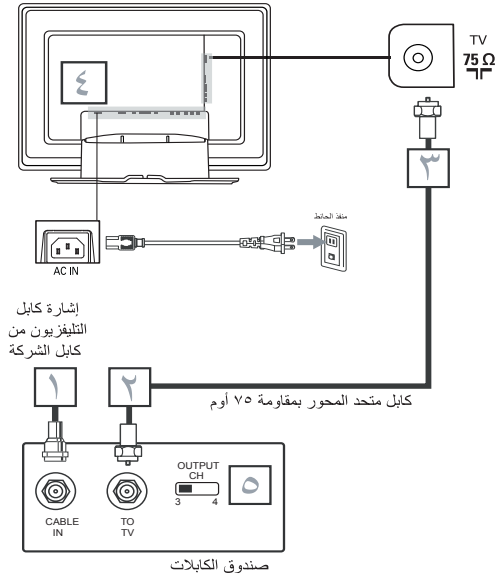 TV
75 Ω
٤
٣
منفذ الحائط
AC IN
إشارة كابل
التليفزيون من
كابل الشركة
١
٢
كابل متحد المحور بمقاومة ٧٥ أوم
OUTPUT
CH
3 4
٥
CABLE
IN
TO
TV
صندوق الكابلات